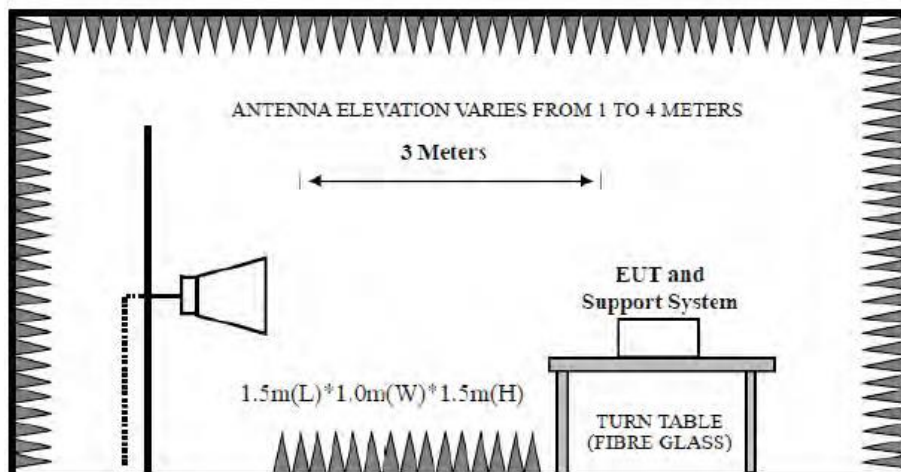 ANTENNA ELEVATION VARIES FROM 1 TO 4 METERS
3 Meters
EUT and
Support System
1.5m(L)*1.0m(W)*1.5m(H)
TURN TABLE
(FIBRE GLASS)